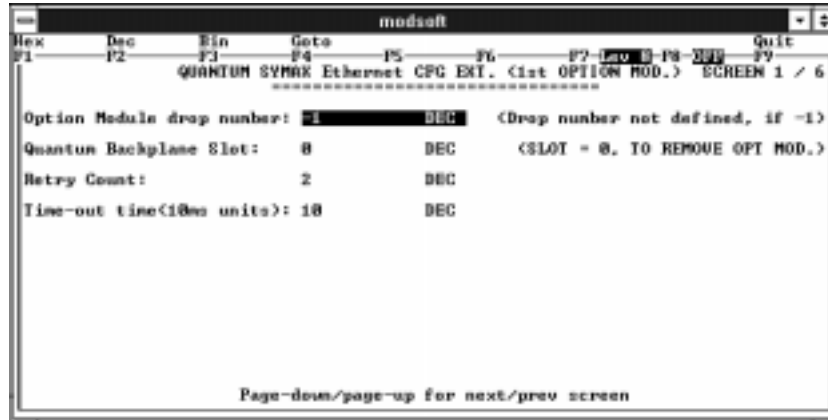 modsoft
Hex Dec Bin Goto Quit
F1 F2 F3 F4 F5 F6 F7-Lev 8-F8-OFF F9
QUANTUM SYMAX Ethernet CFG EXT. (1st OPTION MOD.) SCREEN 1 / 6
Option Module drop number: -1 DEC (Drop number not defined, if -1)
Quantum Backplane Slot: 0 DEC (SLOT = 0, TO REMOVE OPT MOD.)
Retry Count: 2 DEC
Time-out time(10ms units): 10 DEC
Page-down/page-up for next/prev screen